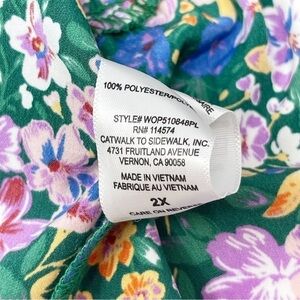 100% POLYESTER/POLY
STYLE# WOP510848PL
RN# 114574
CATWALK TO SIDEWALK, INC.
4731 FRUITLAND AVENUE
VERNON, CA 90058
MADE IN VIETNAM
FABRIQUE AU VIETNAM
2X
CARE ON REVERSE